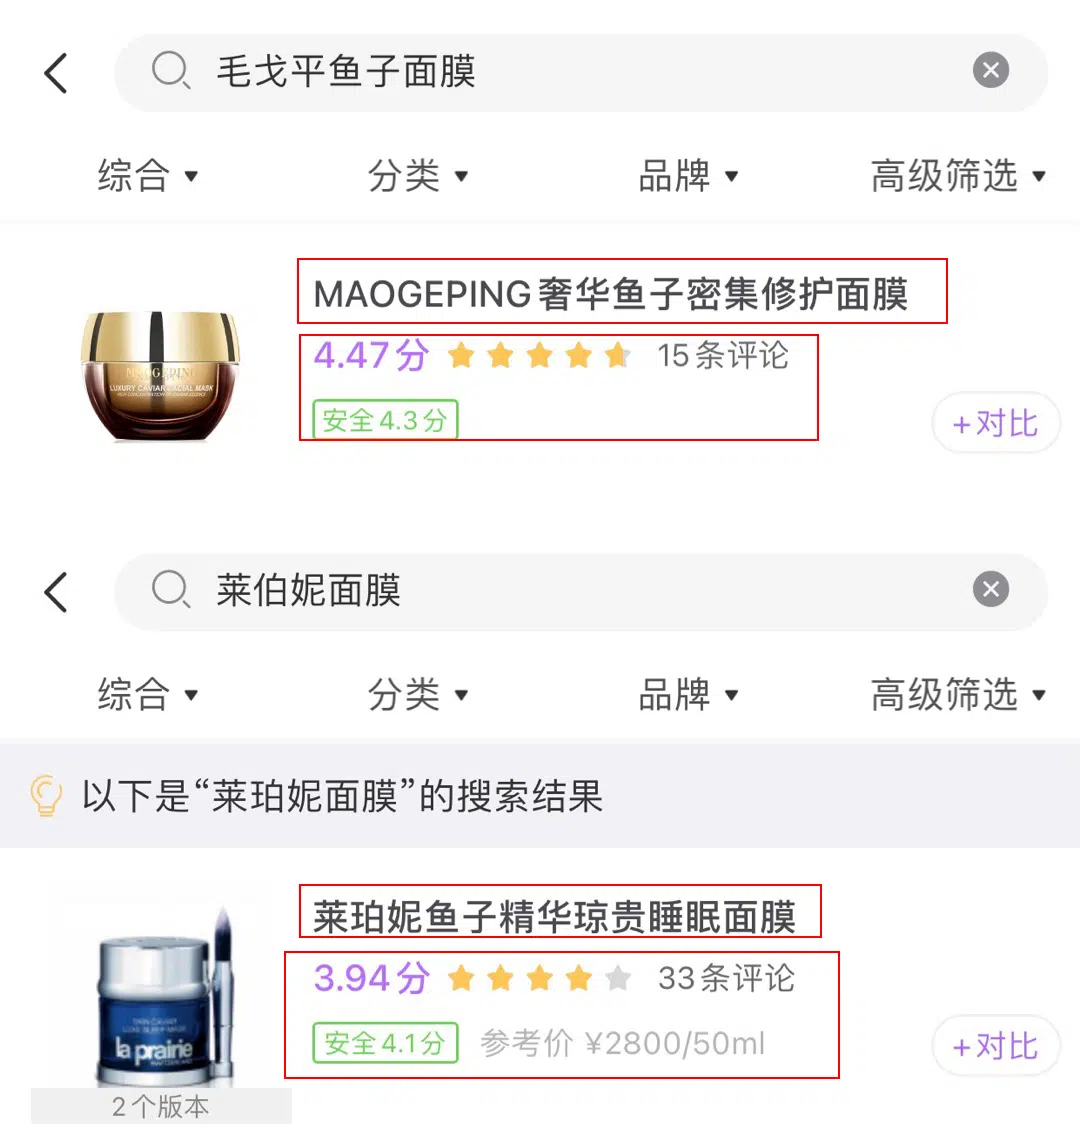 毛戈平鱼子面膜
综合 分类 品牌 高级筛选
MAOGEPING奢华鱼子密集修护面膜
4.47分 15条评论
MAOGEPING
LUXURY CAVIAR FACIAL MASK
安全4.3分
+对比
莱伯妮面膜
综合 分类 品牌 高级筛选
以下是“莱珀妮面膜”的搜索结果
莱珀妮鱼子精华琼贵睡眠面膜
3.94分 33条评论
安全4.1分 参考价 ¥2800/50ml
+对比
SKIN CAVIAR
LUXE SLEEP MASK
la prairie
SWITZERLAND
2个版本